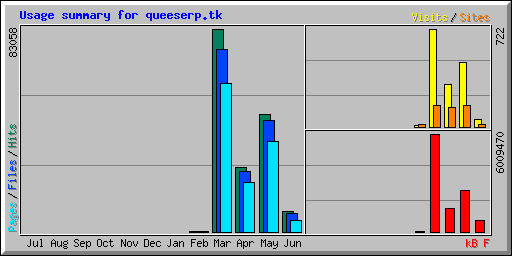 Usage summary for queeserp.tk
Visits/Sites
83058
722
Pages/Files/Hits
6009470
Jul Aug Sep Oct Nov Dec Jan Feb Mar Apr May Jun
kB F